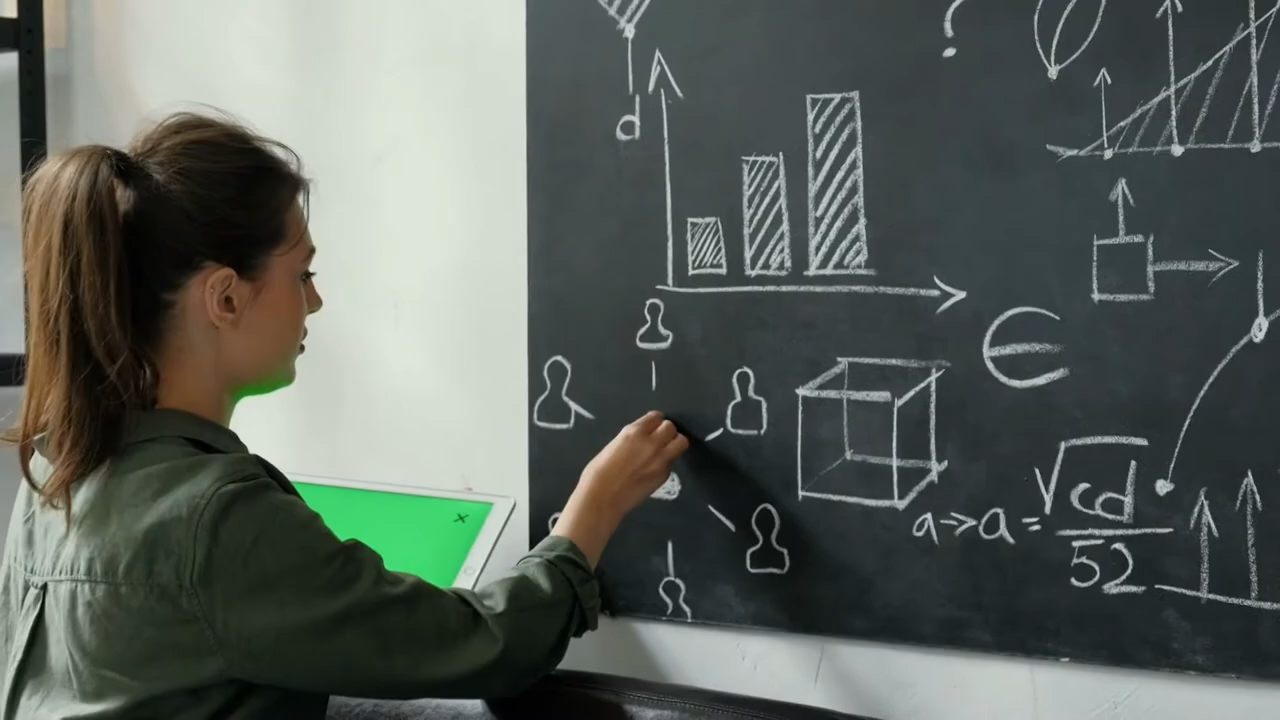 ?
d
€
a→a = √cd
52